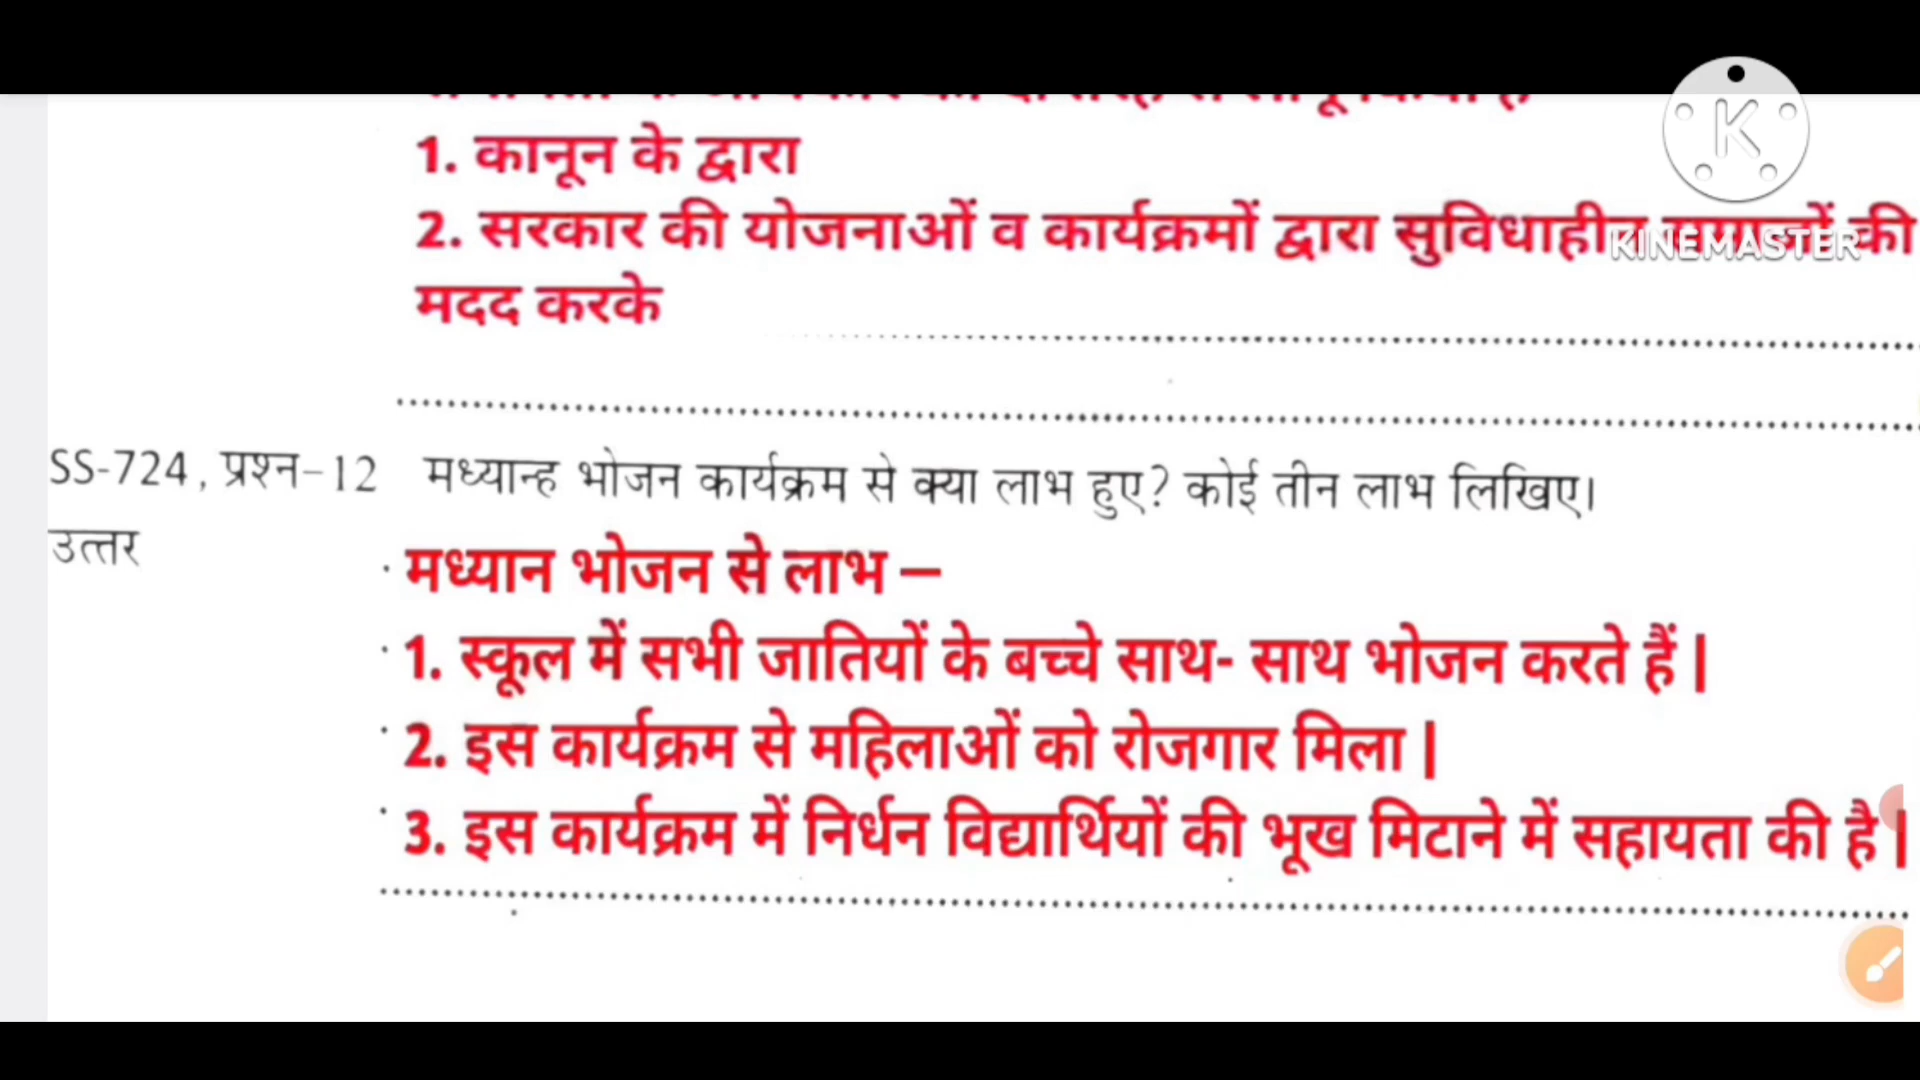 1. कानून के द्वारा
2. सरकार की योजनाओं व कार्यक्रमों द्वारा सुविधाहीन की
KINEMASTER
मदद करके
SS-724, प्रश्न-12 मध्यान्ह भोजन कार्यक्रम से क्या लाभ हुए? कोई तीन लाभ लिखिए।
उत्तर
मध्यान भोजन से लाभ –
1. स्कूल में सभी जातियों के बच्चे साथ- साथ भोजन करते हैं |
2. इस कार्यक्रम से महिलाओं को रोजगार मिला |
3. इस कार्यक्रम में निर्धन विद्यार्थियों की भूख मिटाने में सहायता की है |